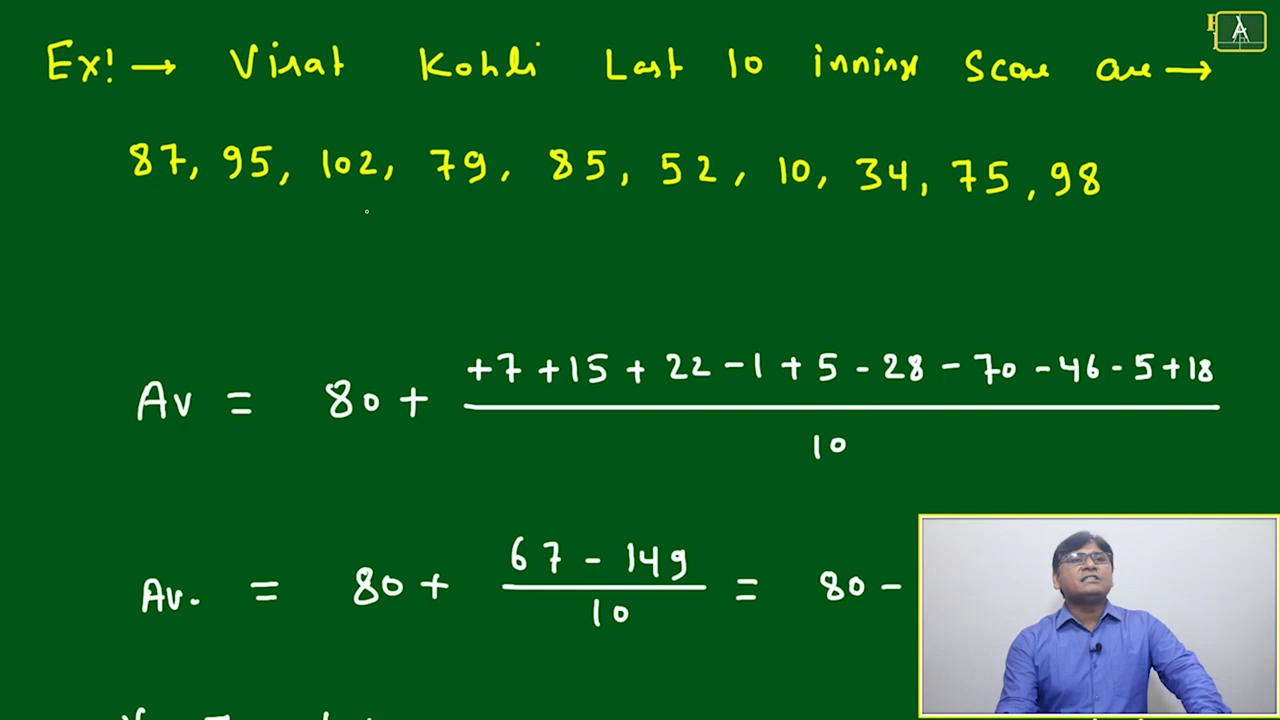 Ex! → Virat Kohli Last 10 inning Score are →
87, 95, 102, 79, 85, 52, 10, 34, 75, 98
Av = 80 + +7 +15 + 22 -1 + 5 - 28 - 70 - 46 - 5 + 18
10
Av. = 80 + 67 - 149 = 80 -
10